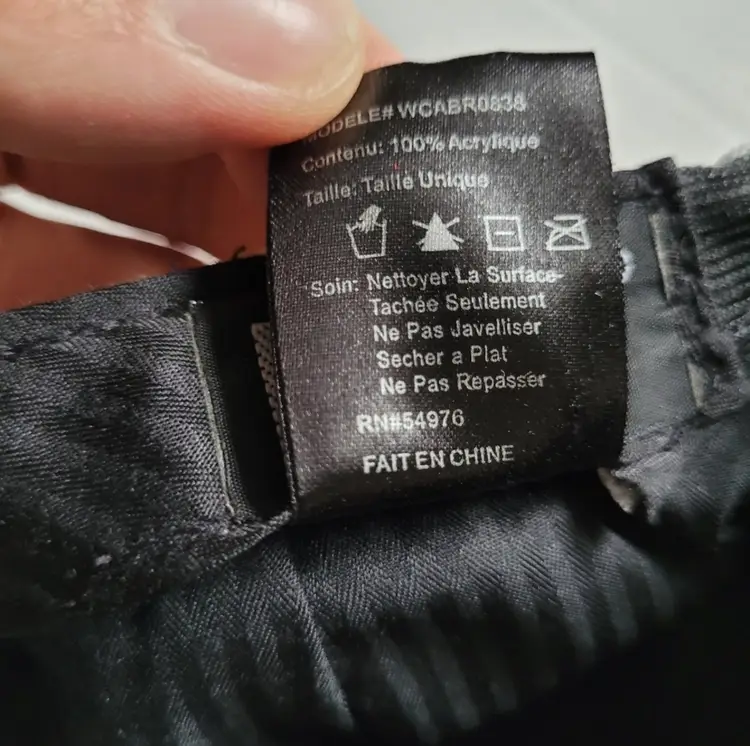 MODELE# WCABR0838
Contenu: 100% Acrylique
Taille: Taille Unique
Soin: Nettoyer La Surface
Tachée Seulement
Ne Pas Javelliser
Secher a Plat
Ne Pas Repasser
RN#54976
FAIT EN CHINE